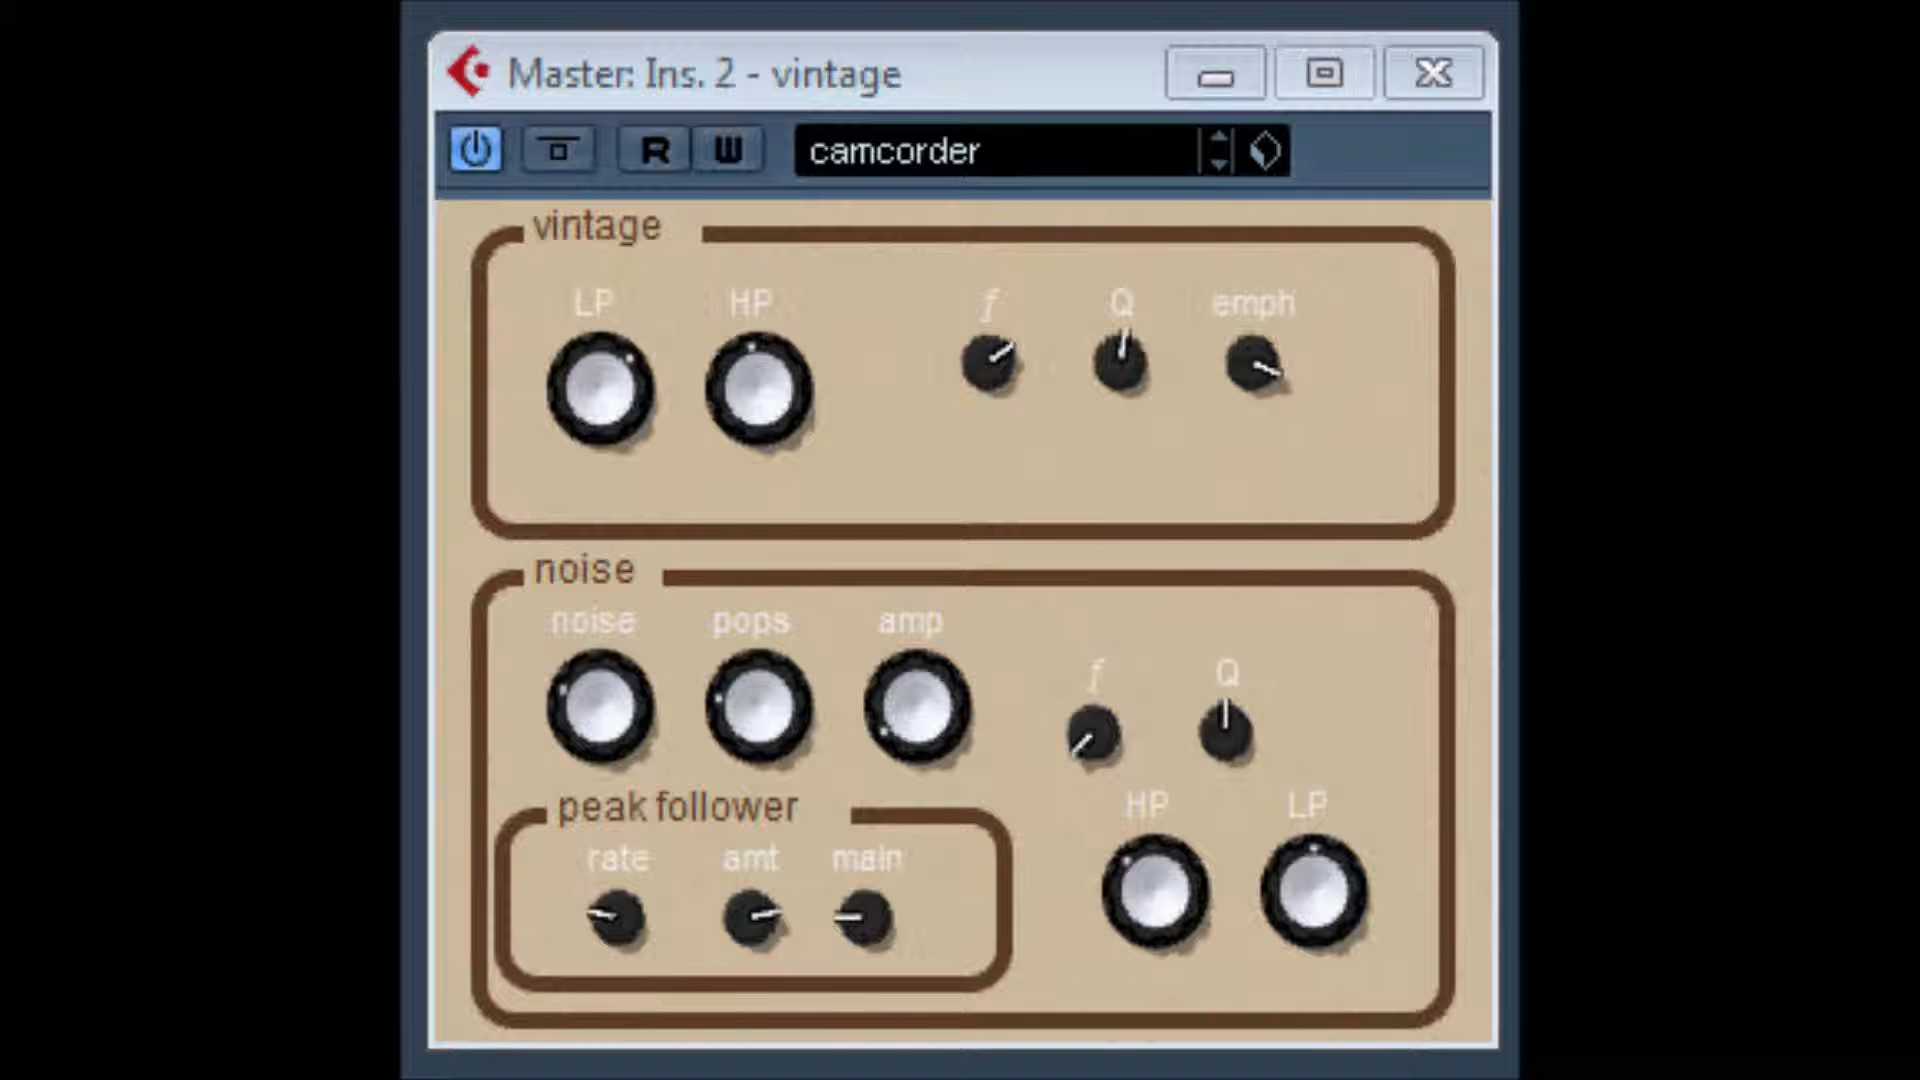 Master: Ins. 2 - vintage
R W camcorder
vintage
LP HP f Q emph
noise
noise pops amp
f Q
peak follower
HP LP
rate amt main